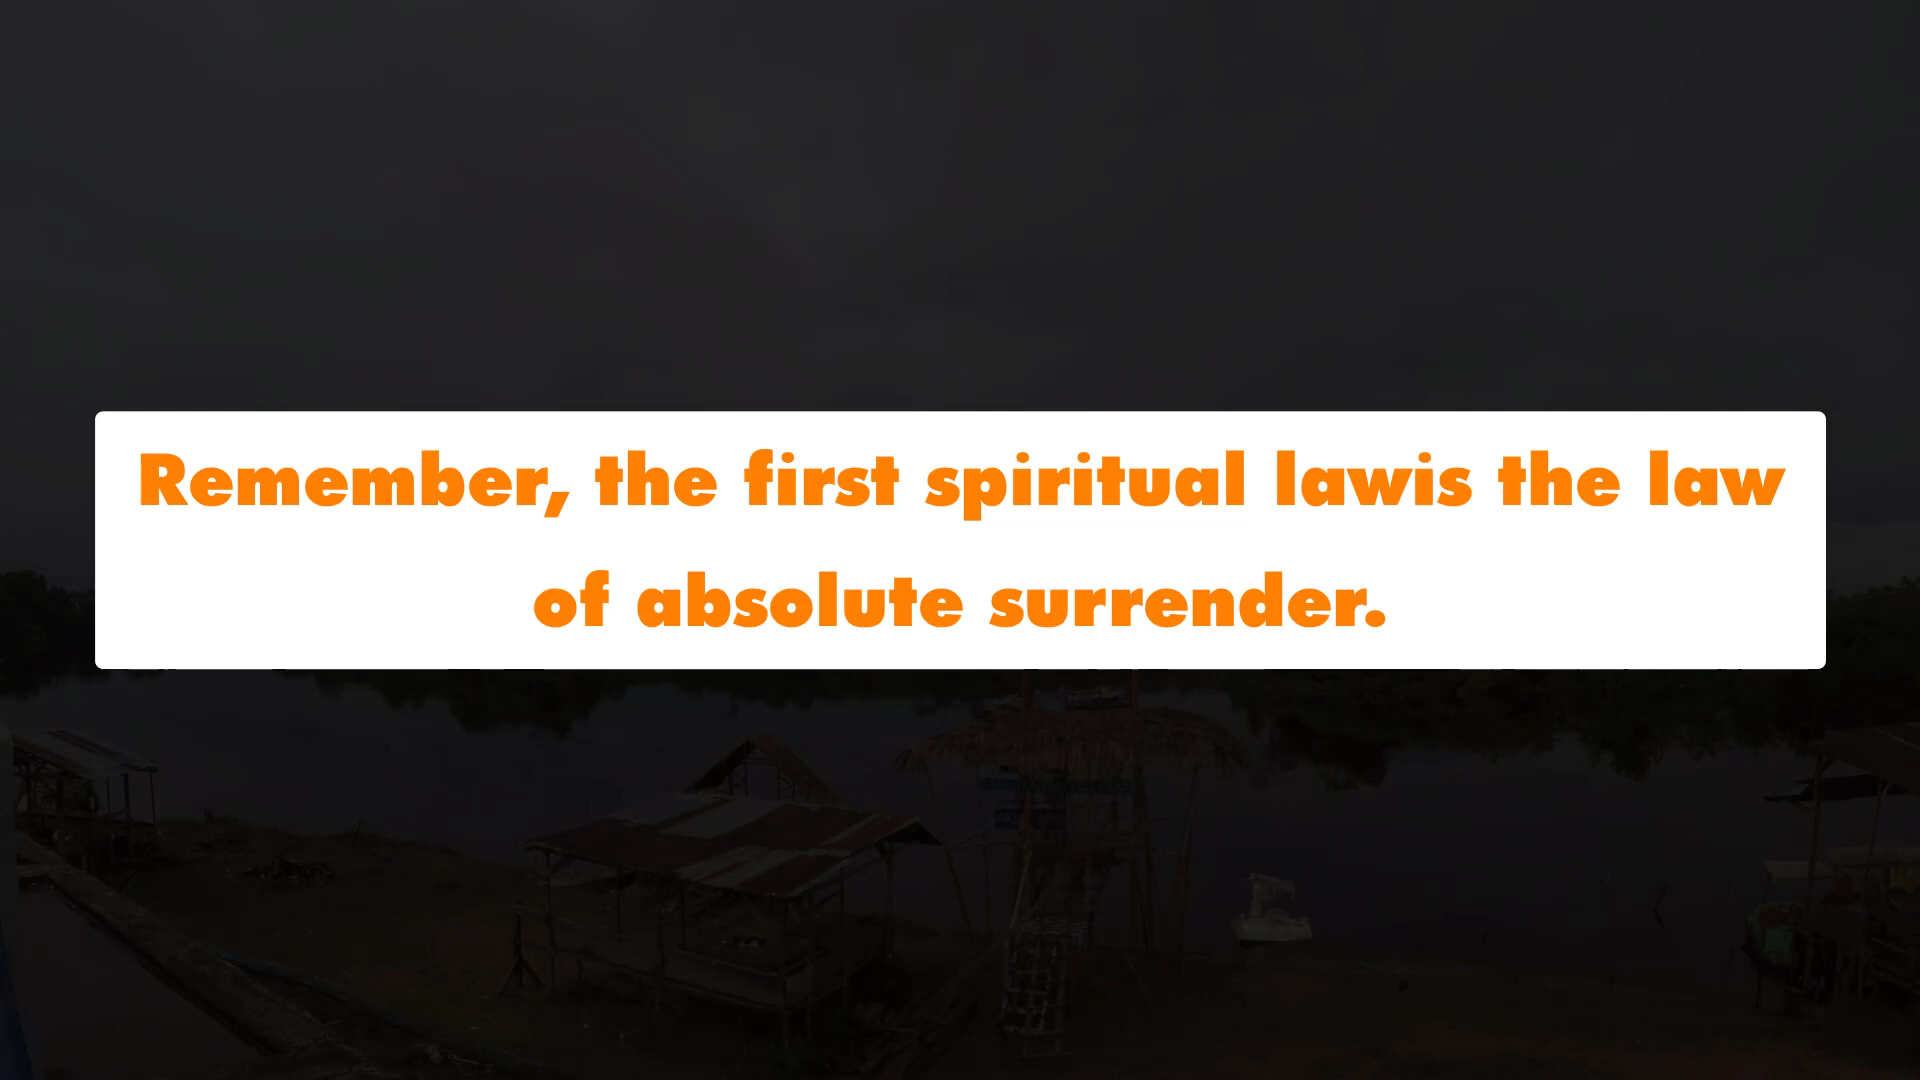 Remember, the first spiritual lawis the law
of absolute surrender.